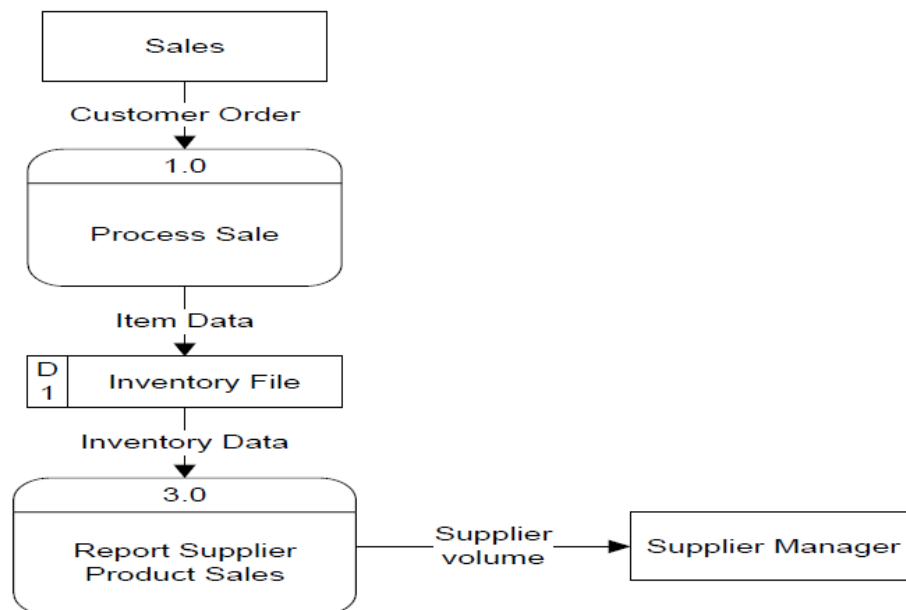 Sales
Customer Order
1.0
Process Sale
Item Data
D
1
Inventory File
Inventory Data
3.0
Report Supplier
Product Sales
Supplier
volume
Supplier Manager